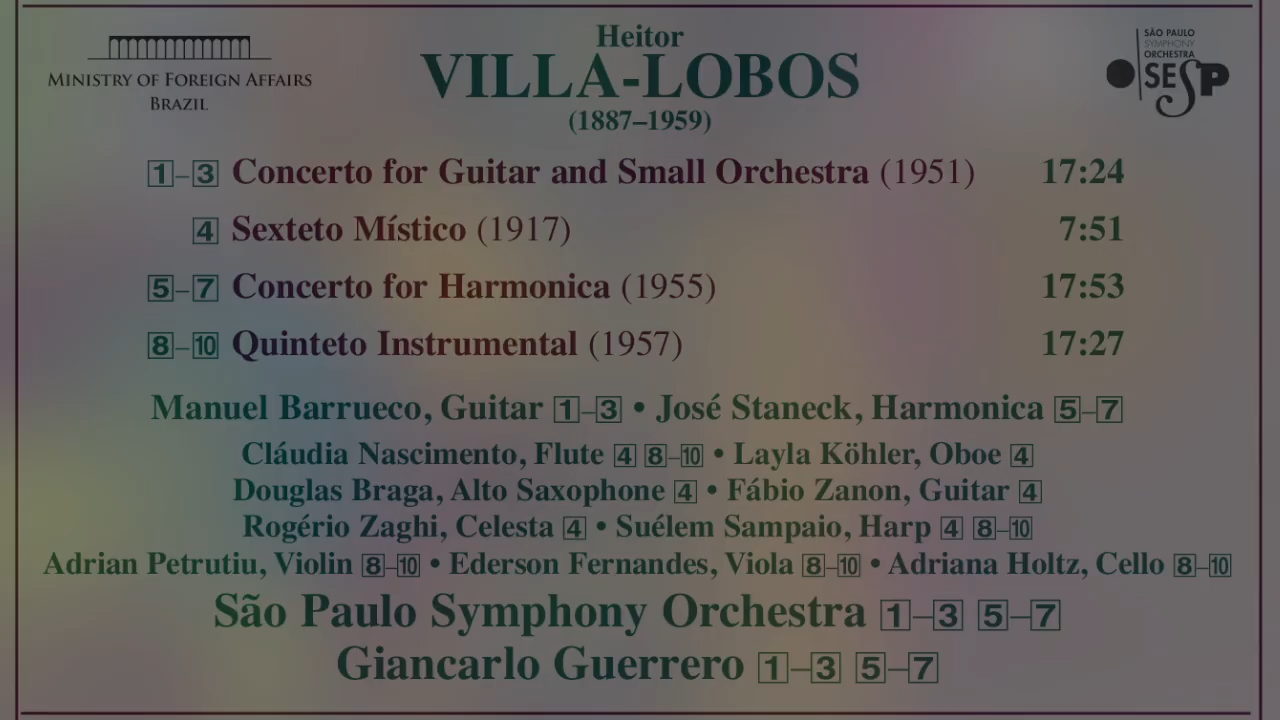 MINISTRY OF FOREIGN AFFAIRS
BRAZIL
Heitor
VILLA-LOBOS
(1887–1959)
SÃO PAULO
SYMPHONY
ORCHESTRA
SESP
1–3 Concerto for Guitar and Small Orchestra (1951) 17:24
4 Sexteto Místico (1917) 7:51
5–7 Concerto for Harmonica (1955) 17:53
8–10 Quinteto Instrumental (1957) 17:27
Manuel Barrueco, Guitar 1–3 • José Staneck, Harmonica 5–7
Cláudia Nascimento, Flute 4 8–10 • Layla Köhler, Oboe 4
Douglas Braga, Alto Saxophone 4 • Fábio Zanon, Guitar 4
Rogério Zaghi, Celesta 4 • Suélem Sampaio, Harp 4 8–10
Adrian Petrutiu, Violin 8–10 • Ederson Fernandes, Viola 8–10 • Adriana Holtz, Cello 8–10
São Paulo Symphony Orchestra 1–3 5–7
Giancarlo Guerrero 1–3 5–7